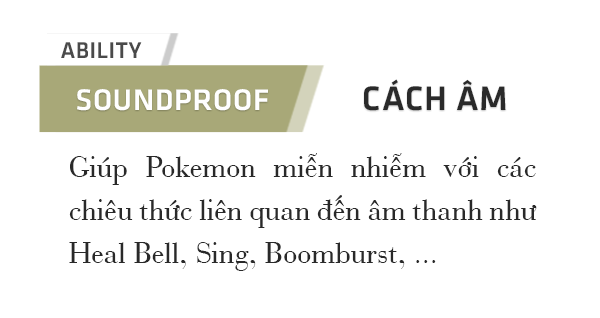 ABILITY
SOUNDPROOF CÁCH ÂM
Giúp Pokemon miễn nhiễm với các
chiêu thức liên quan đến âm thanh như
Heal Bell, Sing, Boomburst, ...